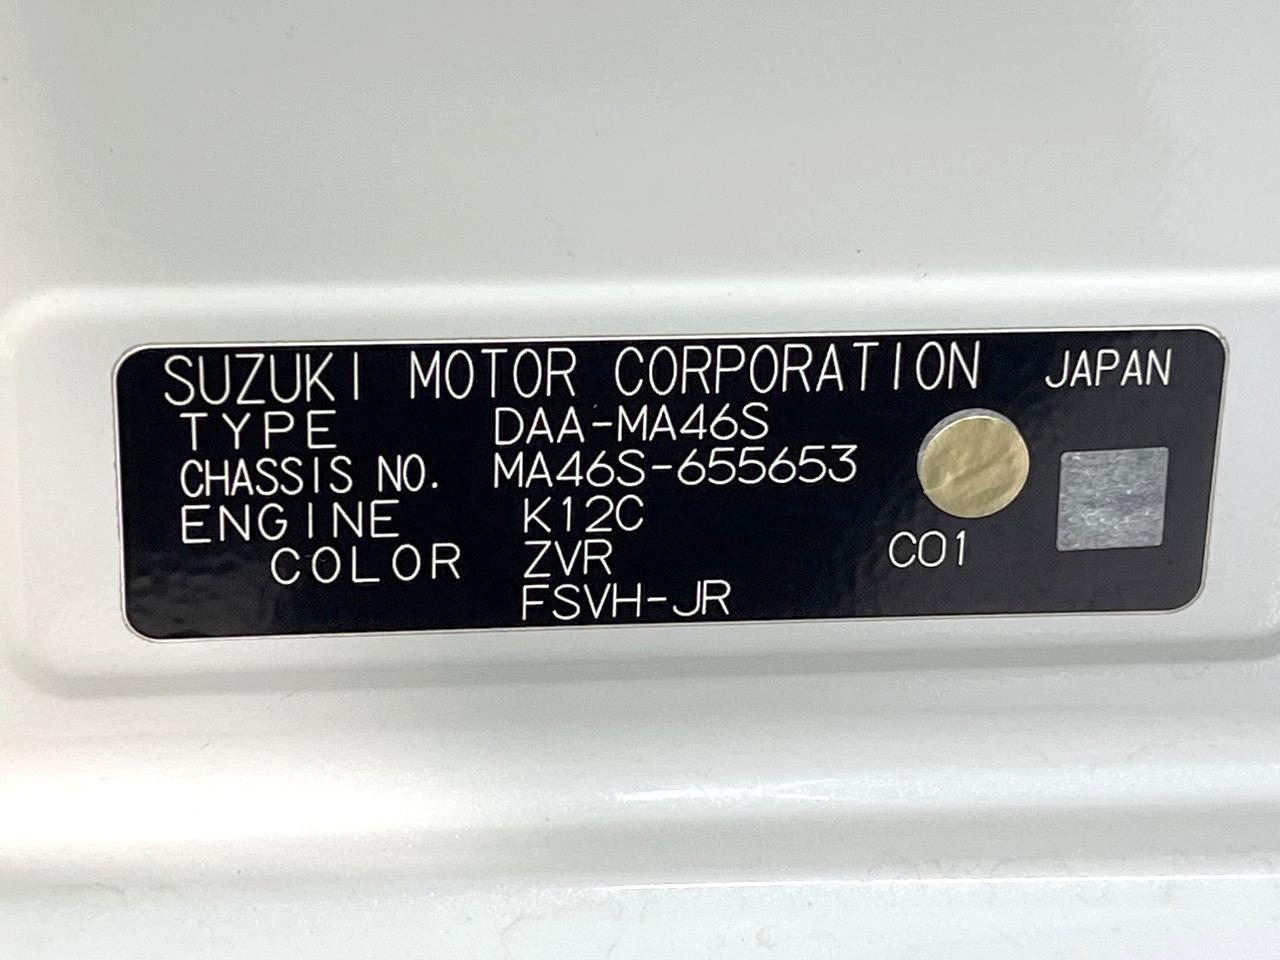 SUZUKI MOTOR CORPORATION JAPAN
TYPE DAA-MA46S
CHASSIS NO. MA46S-655653
ENGINE K12C
COLOR ZVR C01
FSVH-JR